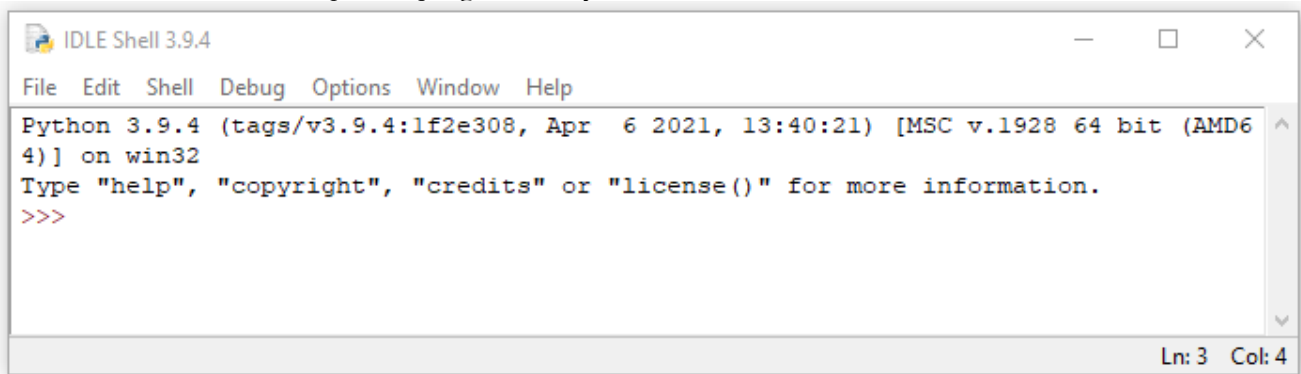 IDLE Shell 3.9.4
File Edit Shell Debug Options Window Help
Python 3.9.4 (tags/v3.9.4:1f2e308, Apr  6 2021, 13:40:21) [MSC v.1928 64 bit (AMD6
4)] on win32
Type "help", "copyright", "credits" or "license()" for more information.
>>>
Ln: 3 Col: 4